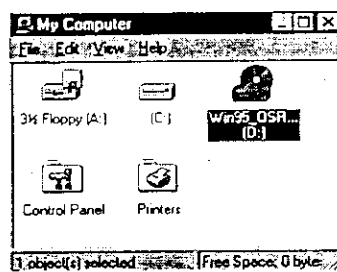 My Computer
File Edit View Help
3½ Floppy (A:)
(C:)
Win95_OSR...
(D:)
Control Panel
Printers
1 object(s) selected
Free Space: 0 byte